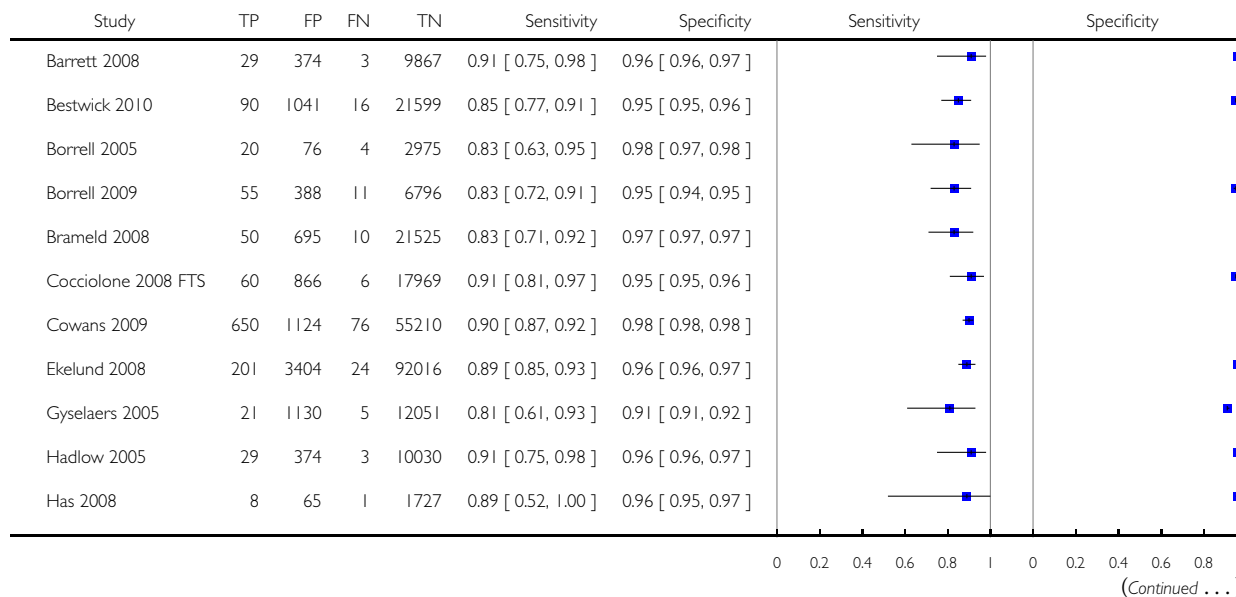 Study TP FP FN TN Sensitivity Specificity Sensitivity Specificity
Barrett 2008 29 374 3 9867 0.91 [ 0.75, 0.98 ] 0.96 [ 0.96, 0.97 ]
Bestwick 2010 90 1041 16 21599 0.85 [ 0.77, 0.91 ] 0.95 [ 0.95, 0.96 ]
Borrell 2005 20 76 4 2975 0.83 [ 0.63, 0.95 ] 0.98 [ 0.97, 0.98 ]
Borrell 2009 55 388 11 6796 0.83 [ 0.72, 0.91 ] 0.95 [ 0.94, 0.95 ]
Brameld 2008 50 695 10 21525 0.83 [ 0.71, 0.92 ] 0.97 [ 0.97, 0.97 ]
Cocciolone 2008 FTS 60 866 6 17969 0.91 [ 0.81, 0.97 ] 0.95 [ 0.95, 0.96 ]
Cowans 2009 650 1124 76 55210 0.90 [ 0.87, 0.92 ] 0.98 [ 0.98, 0.98 ]
Ekelund 2008 201 3404 24 92016 0.89 [ 0.85, 0.93 ] 0.96 [ 0.96, 0.97 ]
Gyselaers 2005 21 1130 5 12051 0.81 [ 0.61, 0.93 ] 0.91 [ 0.91, 0.92 ]
Hadlow 2005 29 374 3 10030 0.91 [ 0.75, 0.98 ] 0.96 [ 0.96, 0.97 ]
Has 2008 8 65 1 1727 0.89 [ 0.52, 1.00 ] 0.96 [ 0.95, 0.97 ]
0 0.2 0.4 0.6 0.8 1 0 0.2 0.4 0.6 0.8
(Continued . . .